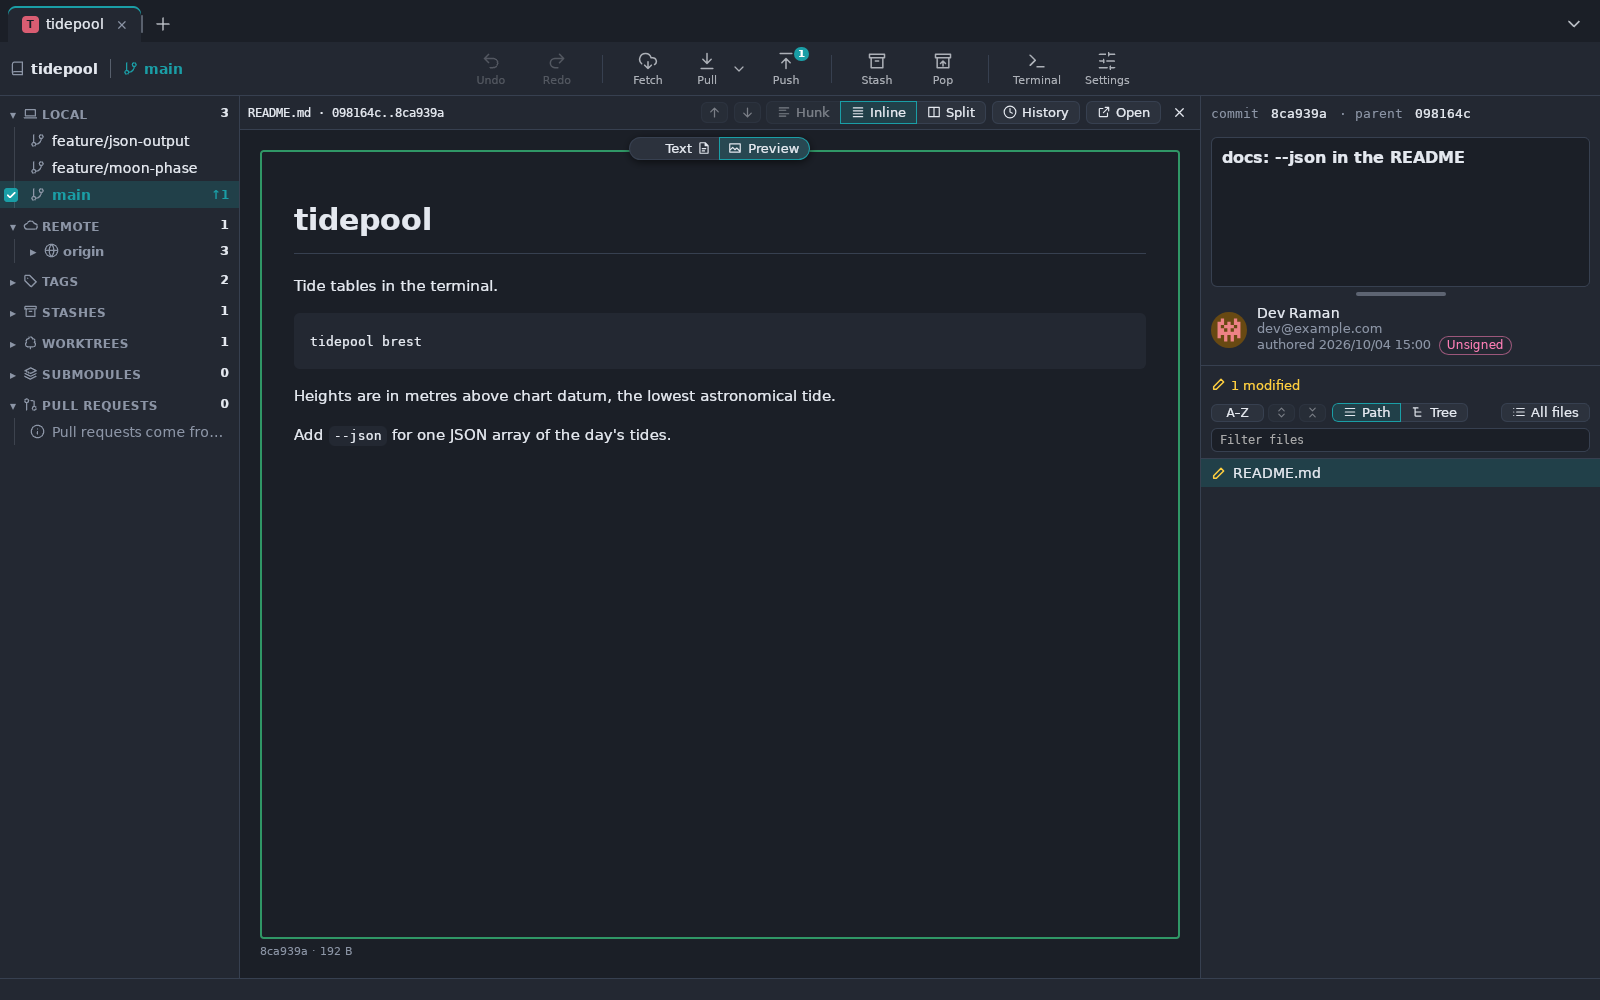 T tidepool
tidepool
main
Undo
Redo
Fetch
Pull
Push
1
Stash
Pop
Terminal
Settings
LOCAL 3
feature/json-output
feature/moon-phase
main ↑1
REMOTE 1
origin 3
TAGS 2
STASHES 1
WORKTREES 1
SUBMODULES 0
PULL REQUESTS 0
Pull requests come fro…
README.md · 098164c..8ca939a
Hunk
Inline
Split
History
Open
Text
Preview
tidepool
Tide tables in the terminal.
tidepool brest
Heights are in metres above chart datum, the lowest astronomical tide.
Add --json for one JSON array of the day's tides.
8ca939a · 192 B
commit 8ca939a · parent 098164c
docs: --json in the README
Dev Raman
dev@example.com
authored 2026/10/04 15:00 Unsigned
1 modified
A–Z
Path
Tree
All files
Filter files
README.md